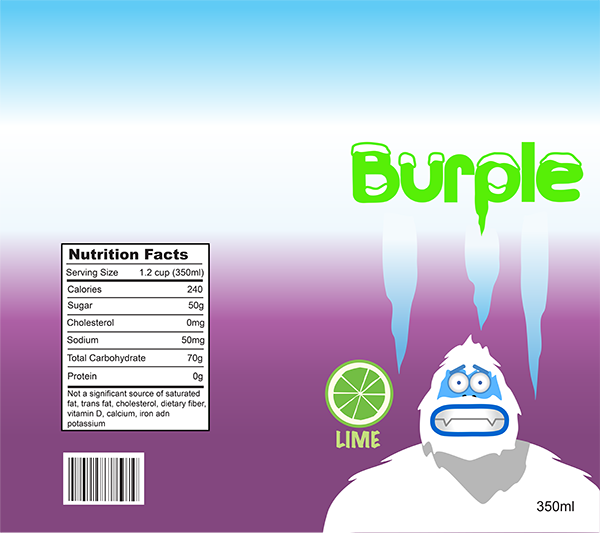 Burple
Nutrition Facts
Serving Size 1.2 cup (350ml)
Calories 240
Sugar 50g
Cholesterol 0mg
Sodium 50mg
Total Carbohydrate 70g
Protein 0g
Not a significant source of saturated
fat, trans fat, cholesterol, dietary fiber,
vitamin D, calcium, iron adn
potassium
LIME
350ml